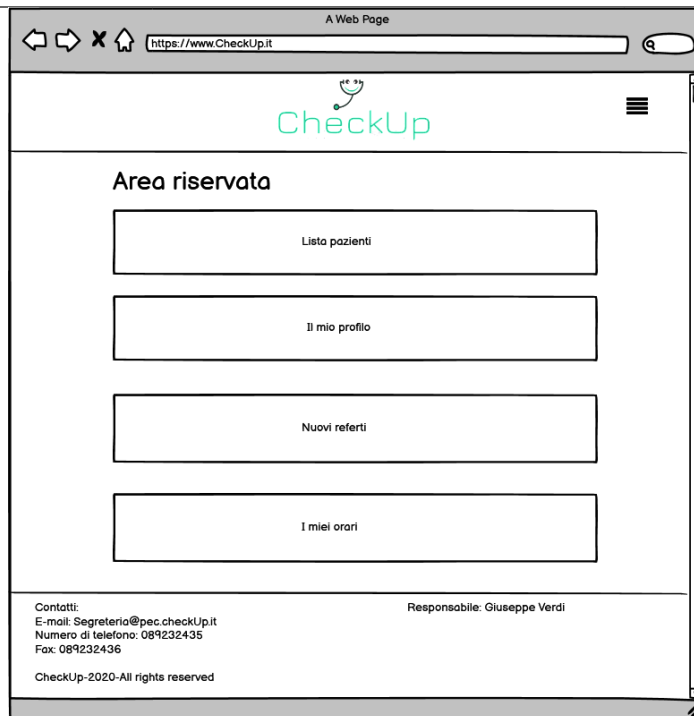 A Web Page
https://www.CheckUp.it
CheckUp
Area riservata
Lista pazienti
Il mio profilo
Nuovi referti
I miei orari
Contatti:
E-mail: Segreteria@pec.checkUp.it
Numero di telefono: 089232435
Fax: 089232436
CheckUp-2020-All rights reserved
Responsabile: Giuseppe Verdi